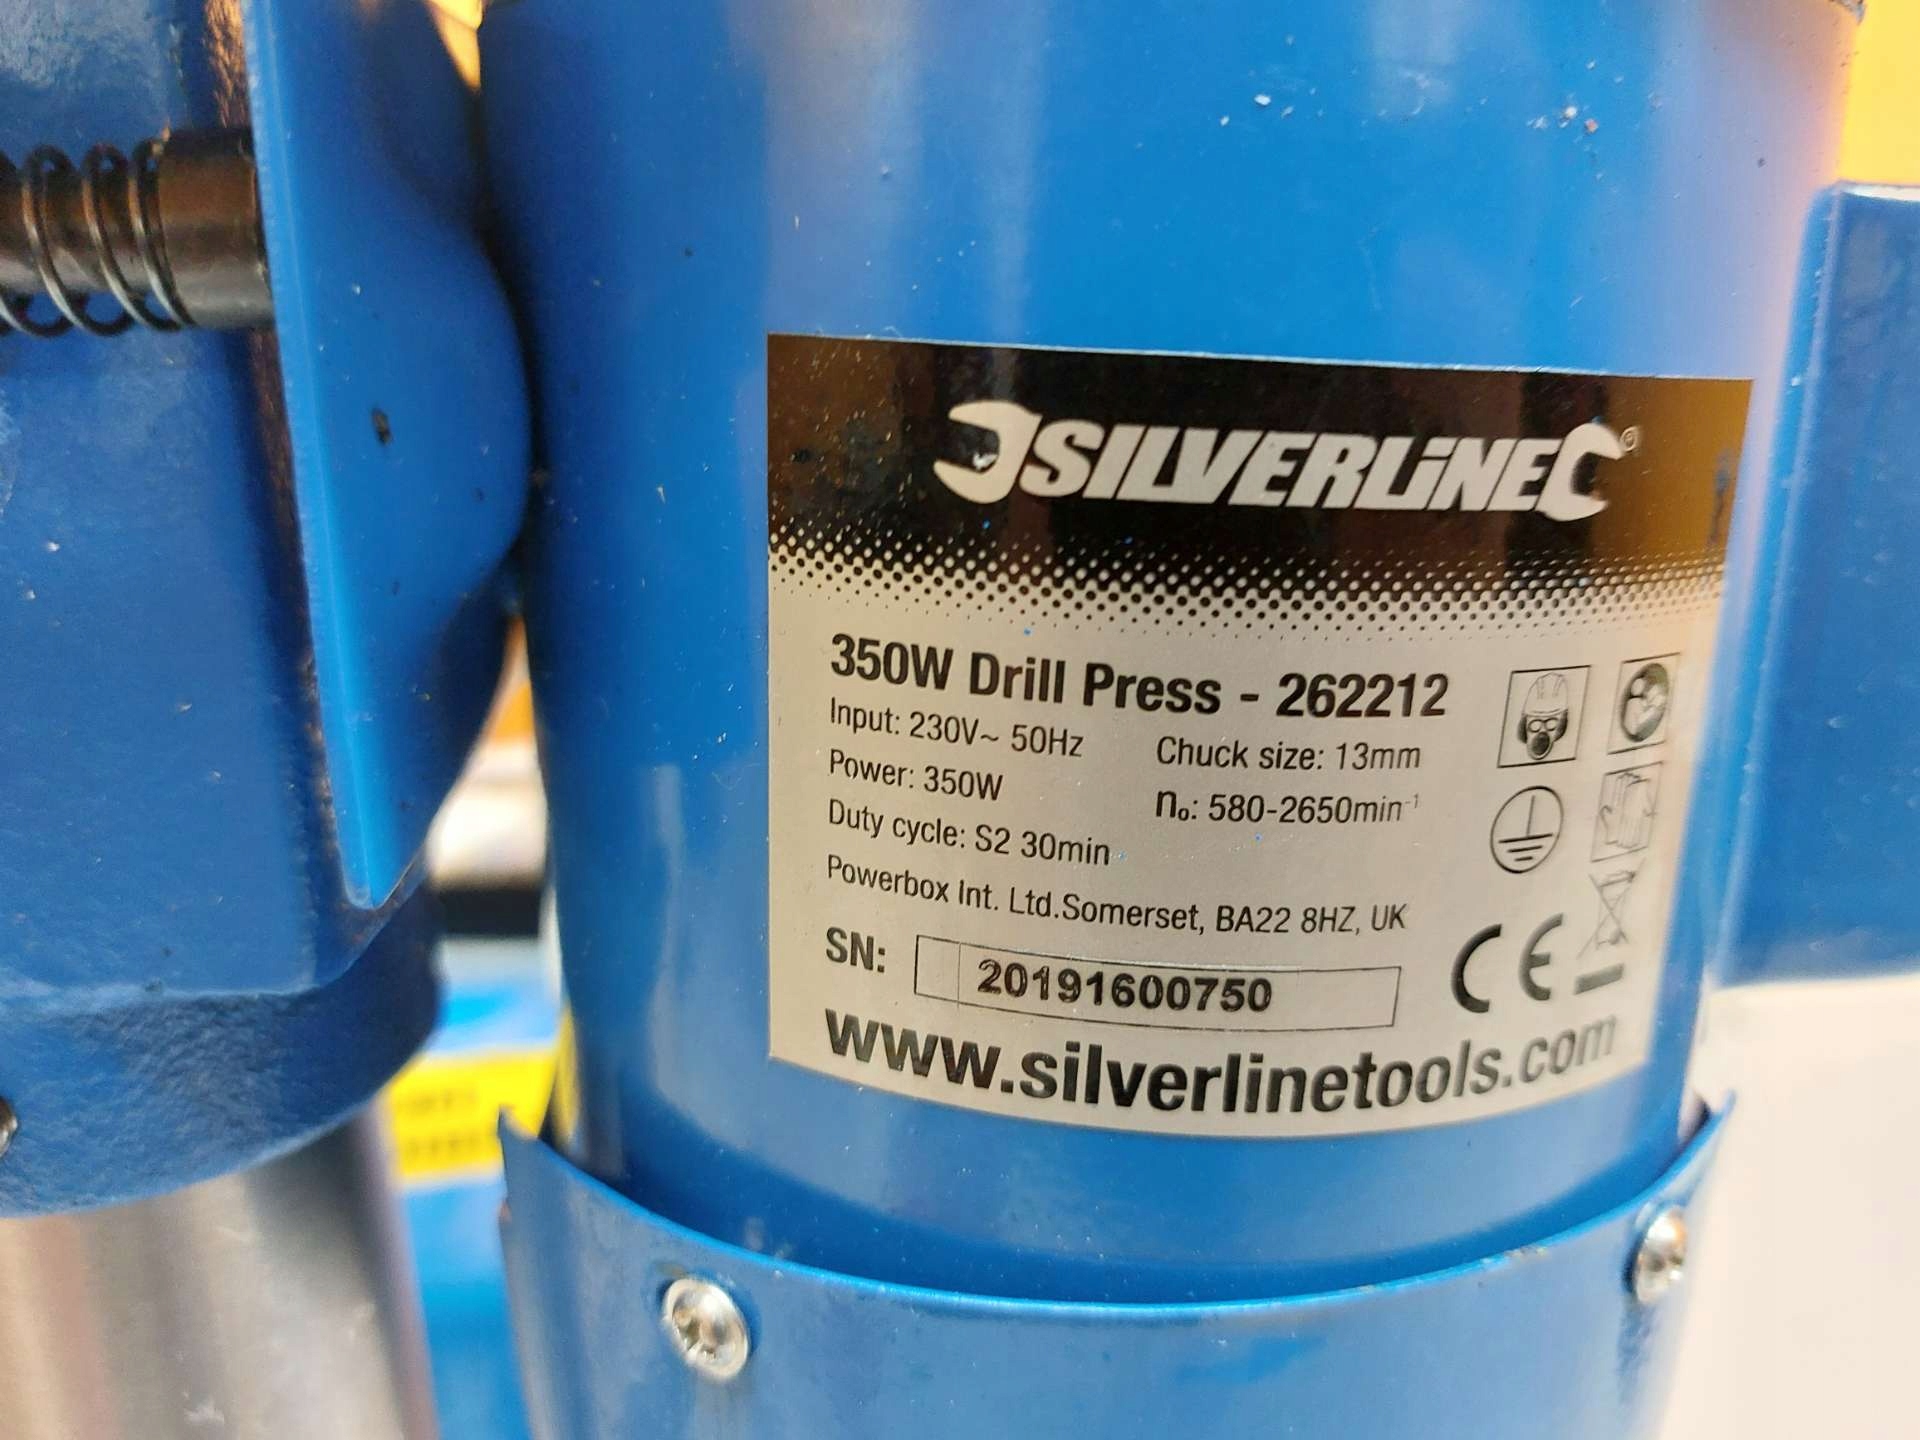 SILVERLINE®
350W Drill Press - 262212
Input: 230V~ 50Hz
Power: 350W
Duty cycle: S2 30min
Chuck size: 13mm
n₀: 580-2650min⁻¹
Powerbox Int. Ltd.Somerset, BA22 8HZ, UK
SN: 20191600750
CE
www.silverlinetools.com